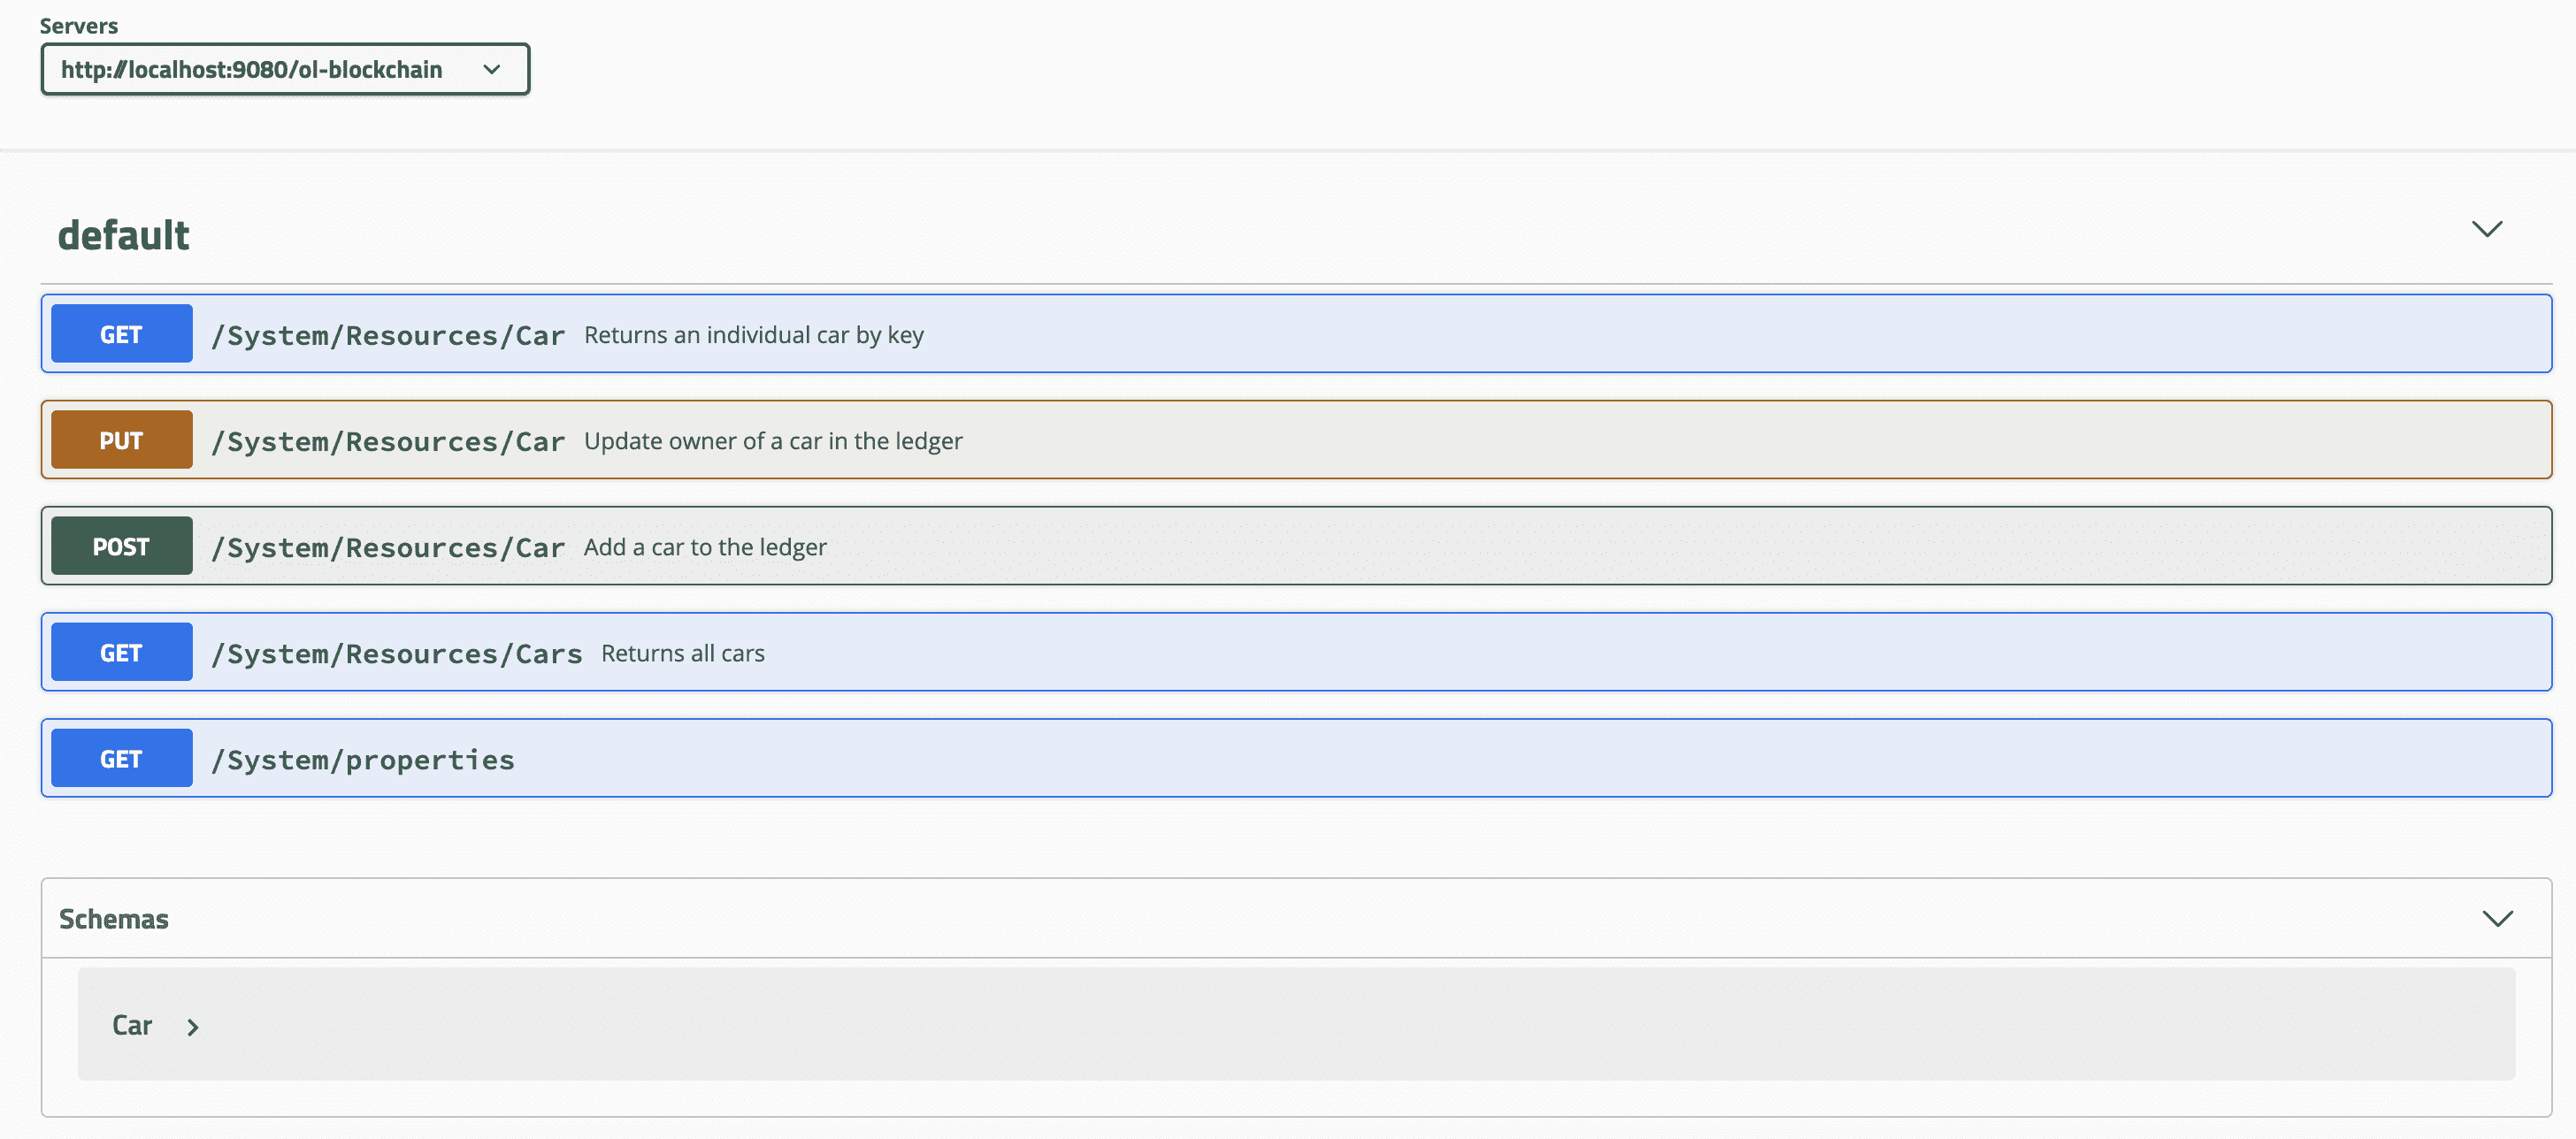 Servers
http://localhost:9080/ol-blockchain
default
GET /System/Resources/Car Returns an individual car by key
PUT /System/Resources/Car Update owner of a car in the ledger
POST /System/Resources/Car Add a car to the ledger
GET /System/Resources/Cars Returns all cars
GET /System/properties
Schemas
Car